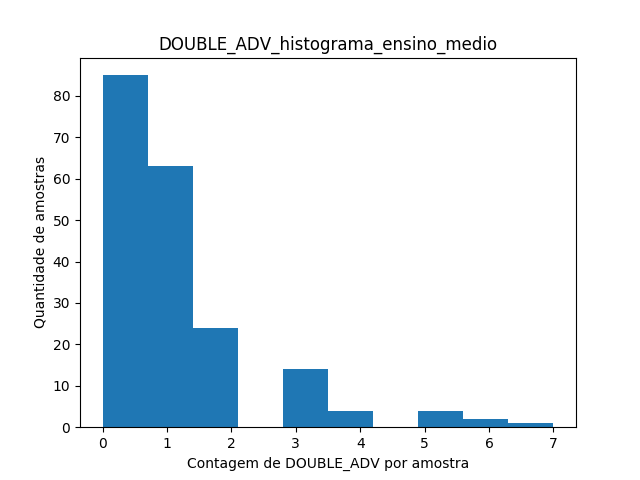 DOUBLE_ADV_histograma_ensino_medio
80
70
60
50
40
30
20
10
0
Quantidade de amostras
0 1 2 3 4 5 6 7
Contagem de DOUBLE_ADV por amostra